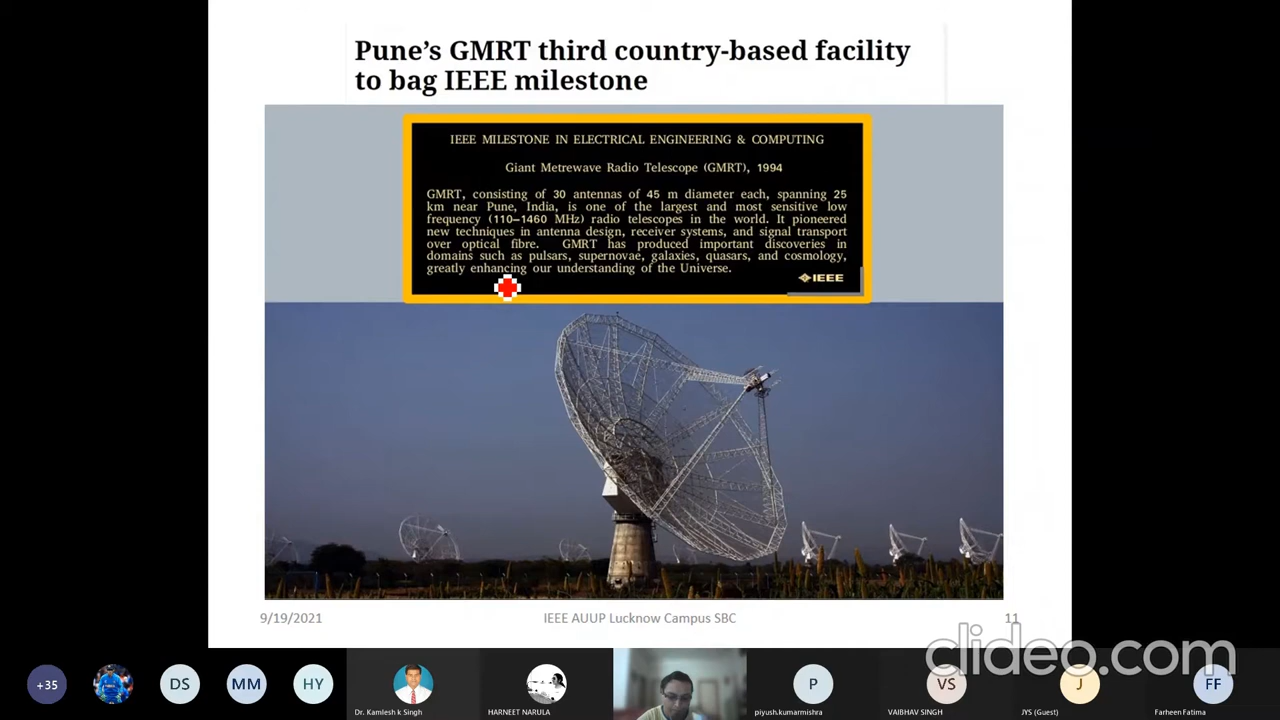 Pune’s GMRT third country-based facility
to bag IEEE milestone
IEEE MILESTONE IN ELECTRICAL ENGINEERING & COMPUTING
Giant Metrewave Radio Telescope (GMRT), 1994
GMRT, consisting of 30 antennas of 45 m diameter each, spanning 25
km near Pune, India, is one of the largest and most sensitive low
frequency (110–1460 MHz) radio telescopes in the world. It pioneered
new techniques in antenna design, receiver systems, and signal transport
over optical fibre. GMRT has produced important discoveries in
domains such as pulsars, supernovae, galaxies, quasars, and cosmology,
greatly enhancing our understanding of the Universe.
IEEE
9/19/2021 IEEE AUUP Lucknow Campus SBC 11
clideo.com
+35 DS MM HY P VS J FF
Dr. Kamlesh k Singh HARNEET NARULA piyush.kumarmishra VAIBHAV SINGH JYS (Guest) Farheen Fatima